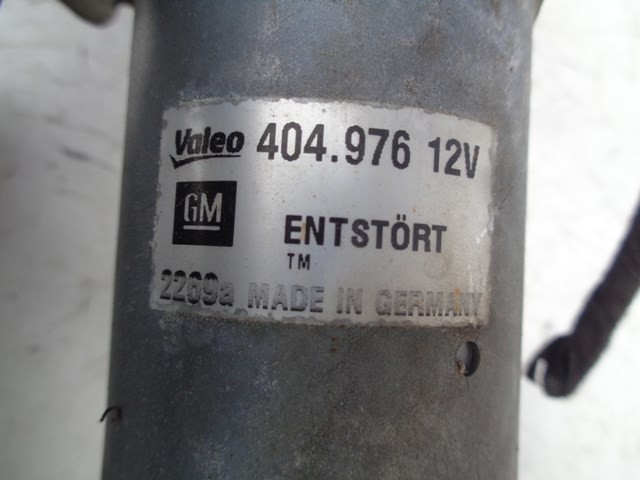 Valeo 404.976 12V
GM ENTSTÖRT
TM
2269a MADE IN GERMANY